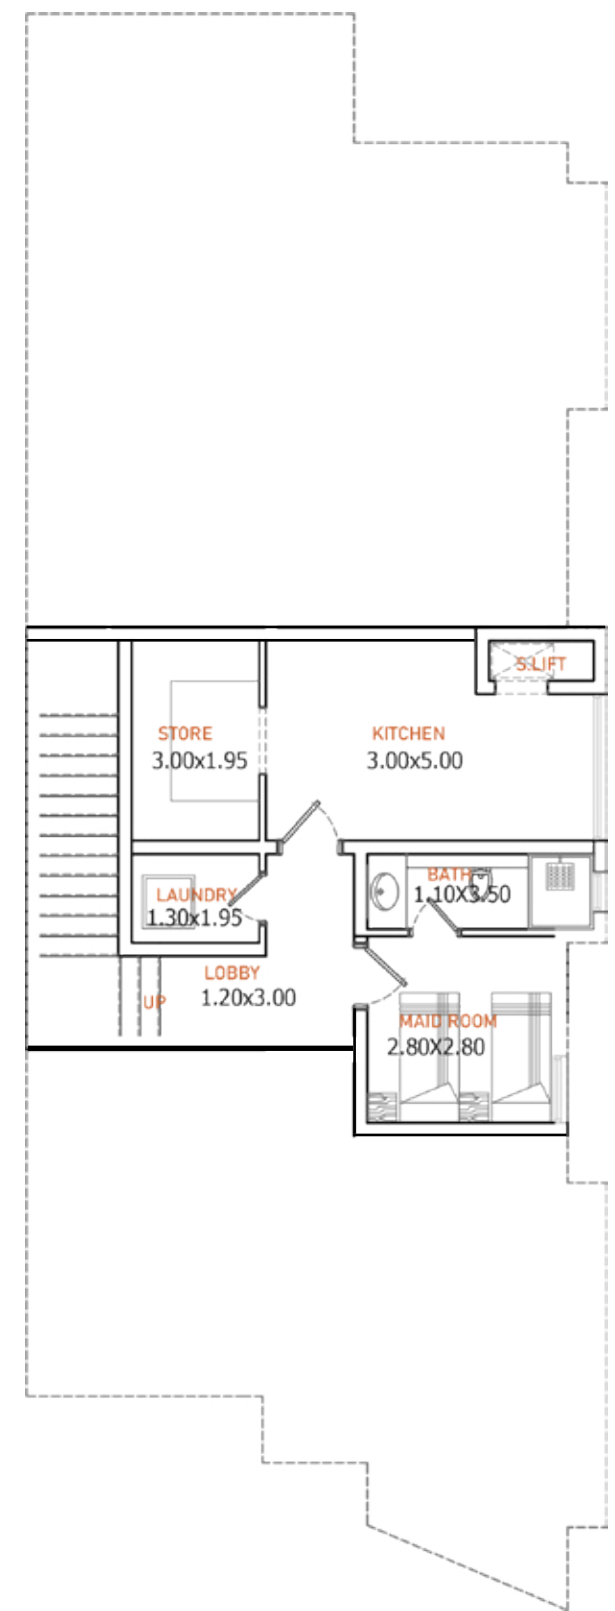 S.LIFT
STORE
3.00x1.95
KITCHEN
3.00x5.00
BATH
1.10X3.50
LAUNDRY
1.30x1.95
LOBBY
1.20x3.00
UP
MAID ROOM
2.80X2.80